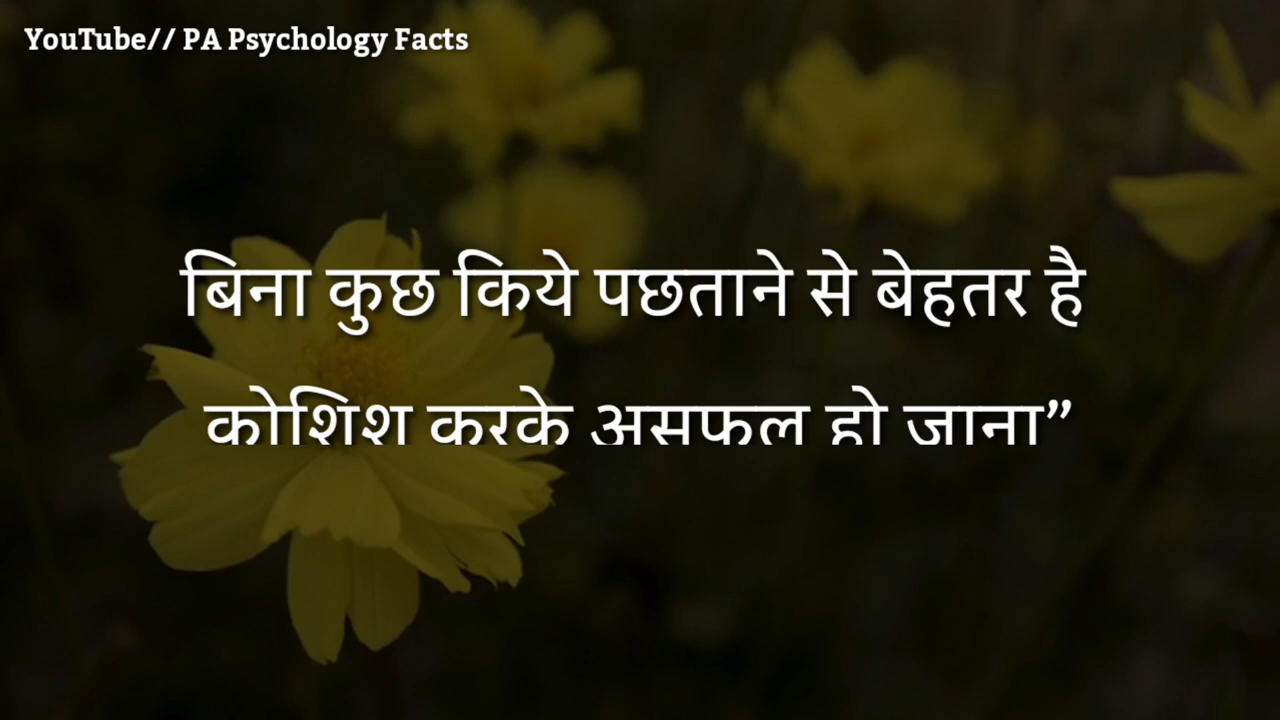 YouTube// PA Psychology Facts
बिना कुछ किये पछताने से बेहतर है
कोशिश करके असफल हो जाना”